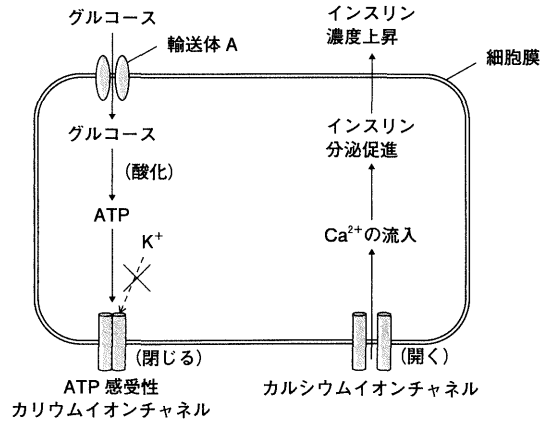 グルコース
輸送体 A
グルコース
(酸化)
ATP
K⁺
(閉じる)
ATP 感受性
カリウムイオンチャネル
インスリン
濃度上昇
細胞膜
インスリン
分泌促進
Ca²⁺の流入
(開く)
カルシウムイオンチャネル